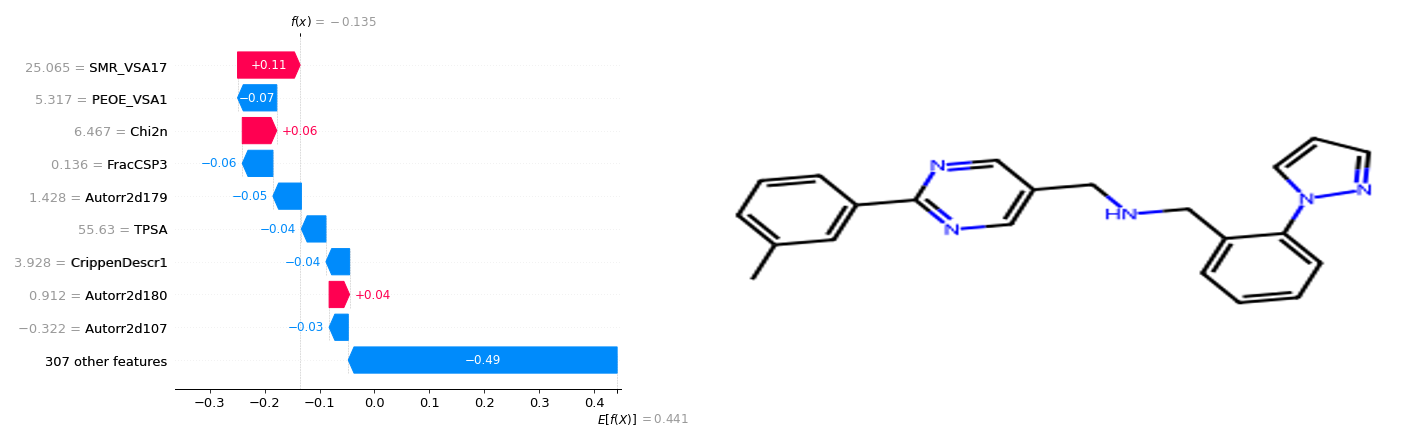 f(x) = −0.135
25.065 = SMR_VSA17
+0.11
5.317 = PEOE_VSA1
−0.07
6.467 = Chi2n
+0.06
0.136 = FracCSP3
−0.06
1.428 = Autorr2d179
−0.05
55.63 = TPSA
−0.04
3.928 = CrippenDescr1
−0.04
0.912 = Autorr2d180
+0.04
−0.322 = Autorr2d107
−0.03
307 other features
−0.49
−0.3 −0.2 −0.1 0.0 0.1 0.2 0.3 0.4
E[f(X)] = 0.441
N
N
HN
N
N